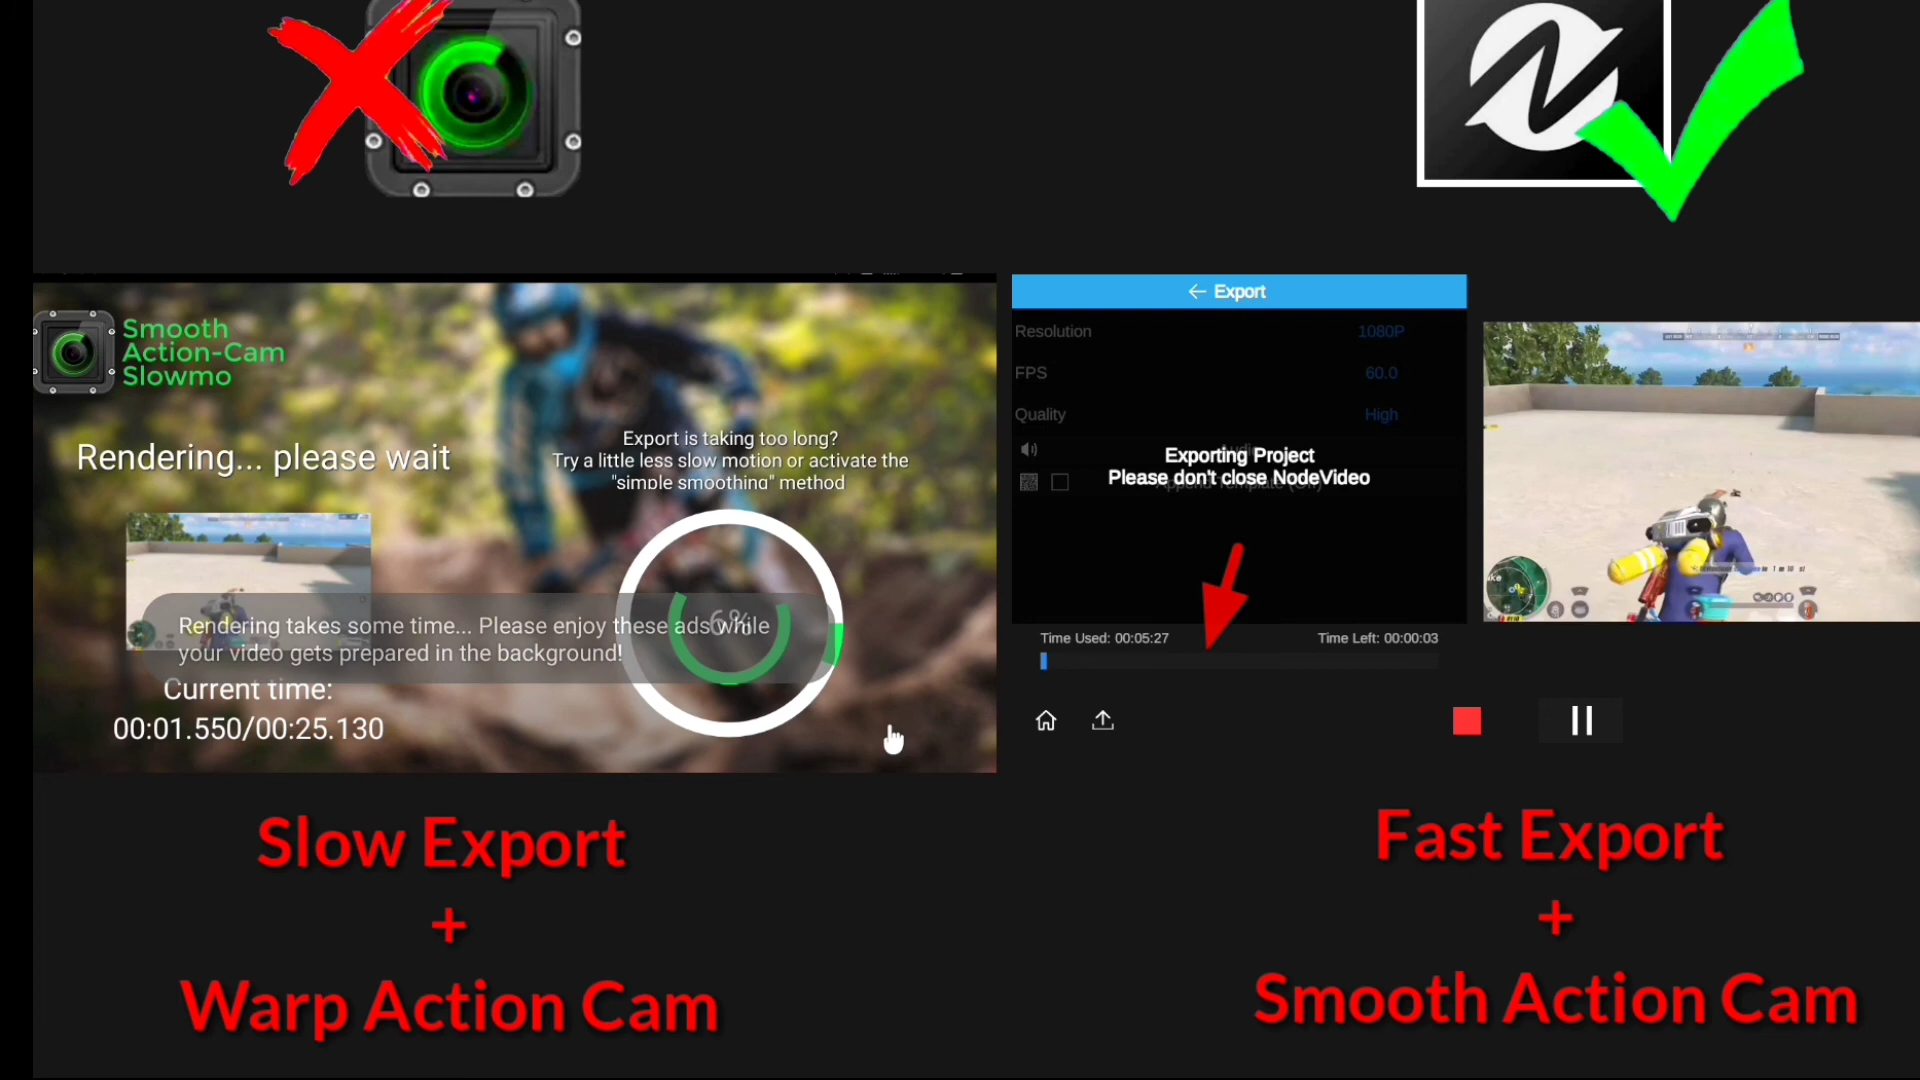 Smooth
Action-Cam
Slowmo
Rendering... please wait
Export is taking too long?
Try a little less slow motion or activate the
"simple smoothing" method
6%
Rendering takes some time... Please enjoy these ads while
your video gets prepared in the background!
Current time:
00:01.550/00:25.130
Slow Export
+
Warp Action Cam
← Export
Resolution 1080P
FPS 60.0
Quality High
Exporting Project
Please don't close NodeVideo
Time Used: 00:05:27 Time Left: 00:00:03
Fast Export
+
Smooth Action Cam